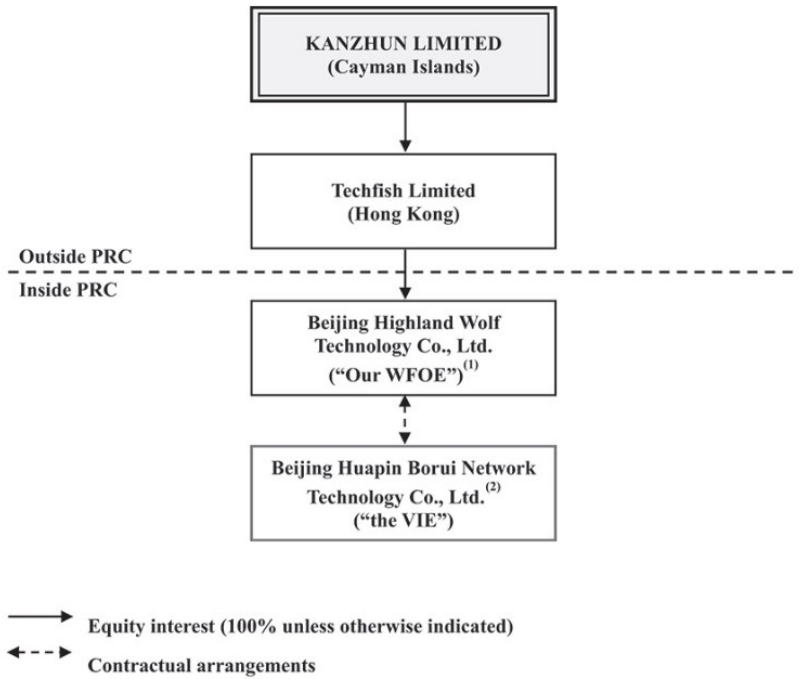 KANZHUN LIMITED
(Cayman Islands)
Techfish Limited
(Hong Kong)
Outside PRC
Inside PRC
Beijing Highland Wolf
Technology Co., Ltd.
(“Our WFOE”)(1)
Beijing Huapin Borui Network
Technology Co., Ltd.(2)
(“the VIE”)
Equity interest (100% unless otherwise indicated)
Contractual arrangements